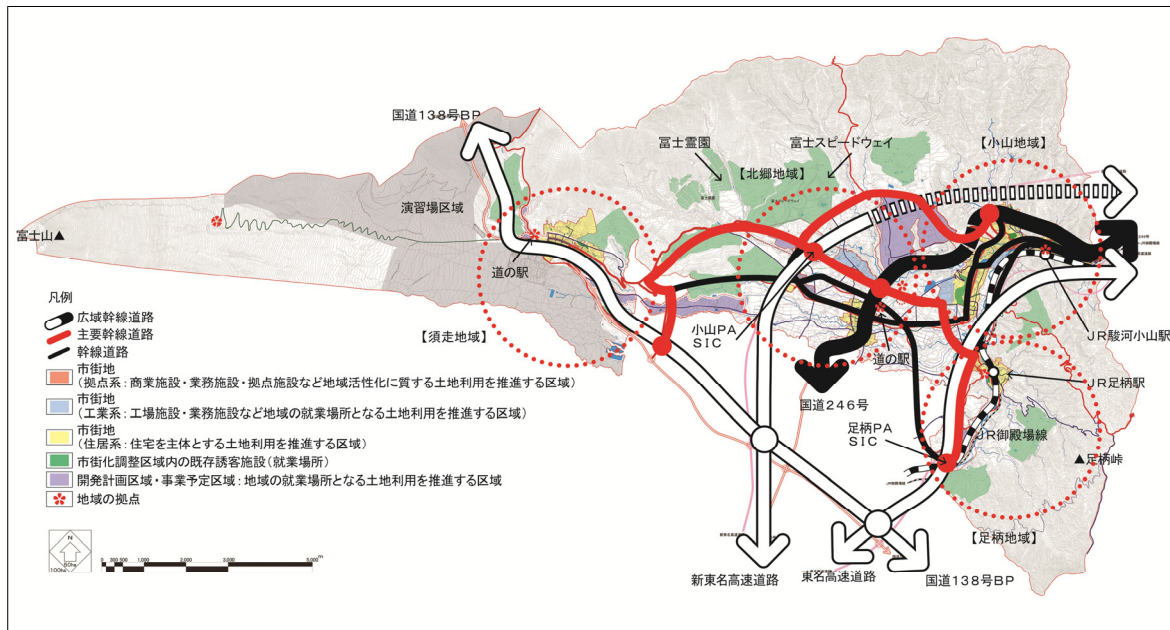 国道138号BP
冨士霊園
富士スピードウェイ
【小山地域】
【北郷地域】
演習場区域
富士山▲
道の駅
【須走地域】
小山PA
SIC
道の駅
JR駿河小山駅
国道246号
JR足柄駅
足柄PA
SIC
JR御殿場線
▲足柄峠
【足柄地域】
新東名高速道路
東名高速道路
国道138号BP
凡例
広域幹線道路
主要幹線道路
幹線道路
市街地
(拠点系:商業施設・業務施設・拠点施設など地域活性化に資する土地利用を推進する区域)
市街地
(工業系:工場施設・業務施設など地域の就業場所となる土地利用を推進する区域)
市街地
(住居系:住宅を主体とする土地利用を推進する区域)
市街化調整区域内の既存誘客施設(就業場所)
開発計画区域・事業予定区域:地域の就業場所となる土地利用を推進する区域
地域の拠点
N
50ha
100ha
0 300 500 1,000 2,000 3,000 5,000m